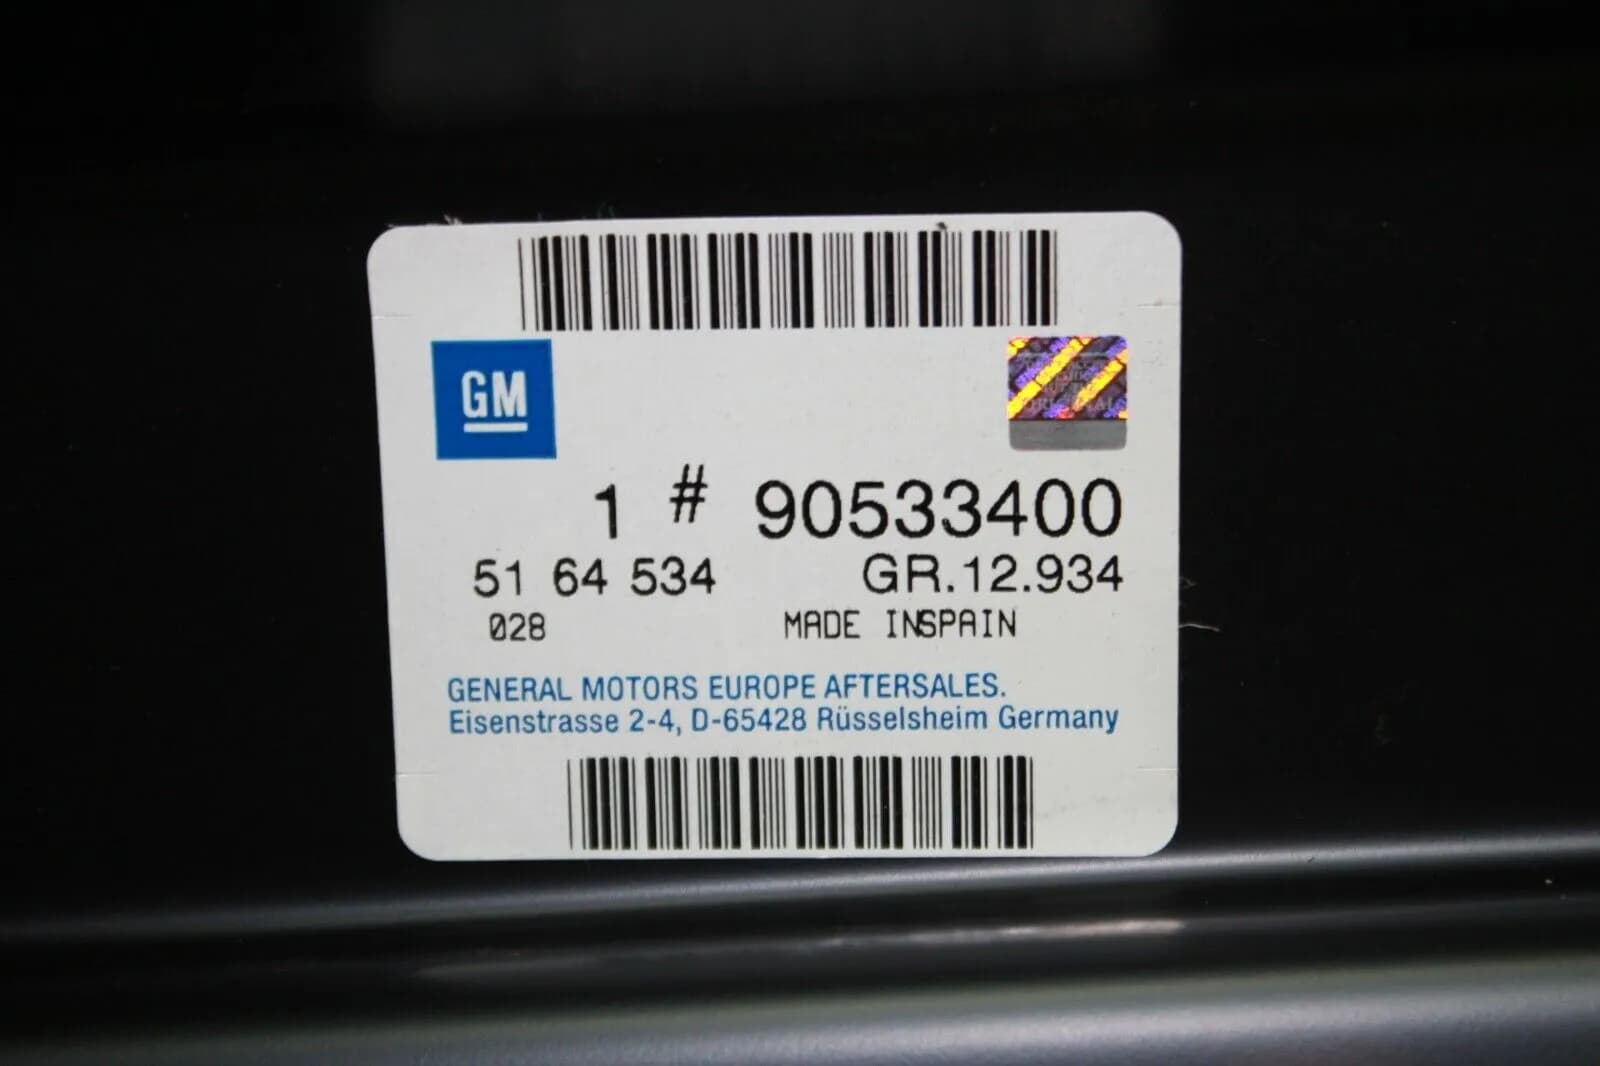 GM
1 # 90533400
51 64 534 GR.12.934
028 MADE INSPAIN
GENERAL MOTORS EUROPE AFTERSALES.
Eisenstrasse 2-4, D-65428 Rüsselsheim Germany